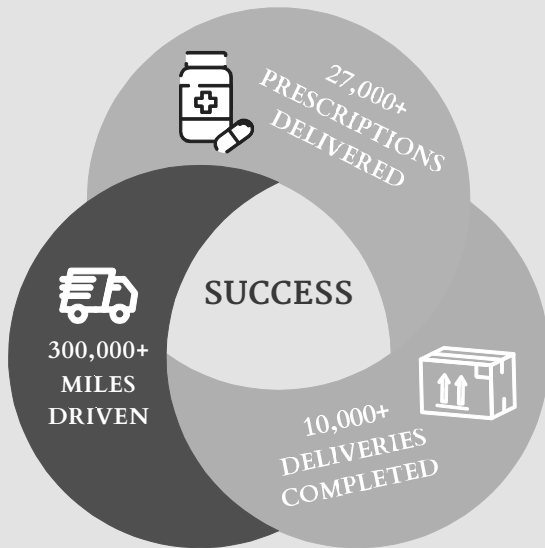 27,000+
PRESCRIPTIONS
DELIVERED
SUCCESS
300,000+
MILES
DRIVEN
10,000+
DELIVERIES
COMPLETED